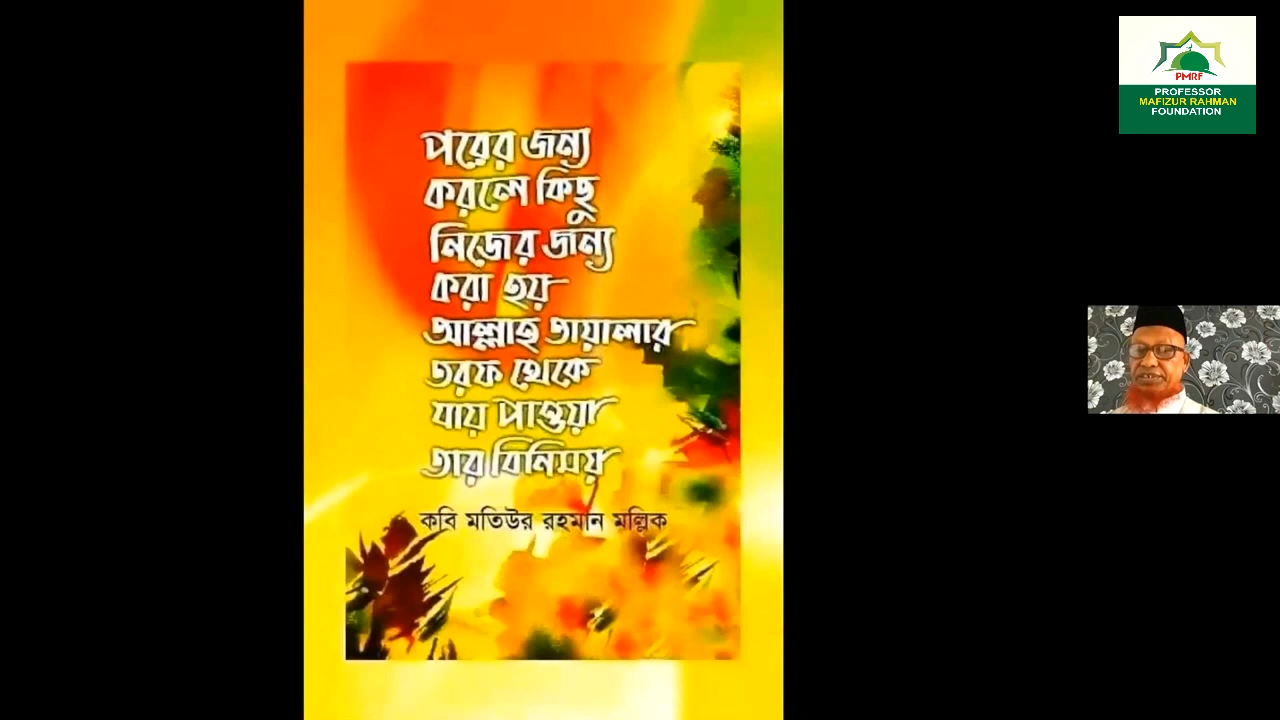 পরের জন্য
করলে কিছু
নিজের জন্য
করা হয়
আল্লাহ তায়ালার
তরফ থেকে
যায় পাওয়া
তার বিনিময়
কবি মতিউর রহমান মল্লিক
PMRF
PROFESSOR
MAFIZUR RAHMAN
FOUNDATION